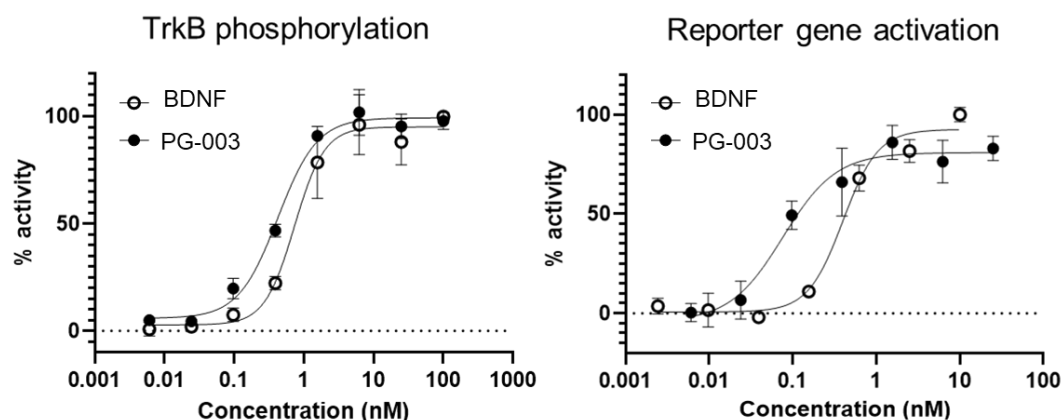 TrkB phosphorylation
BDNF
PG-003
% activity
100
50
0
0.001 0.01 0.1 1 10 100 1000
Concentration (nM)
Reporter gene activation
BDNF
PG-003
% activity
100
50
0
0.001 0.01 0.1 1 10 100
Concentration (nM)